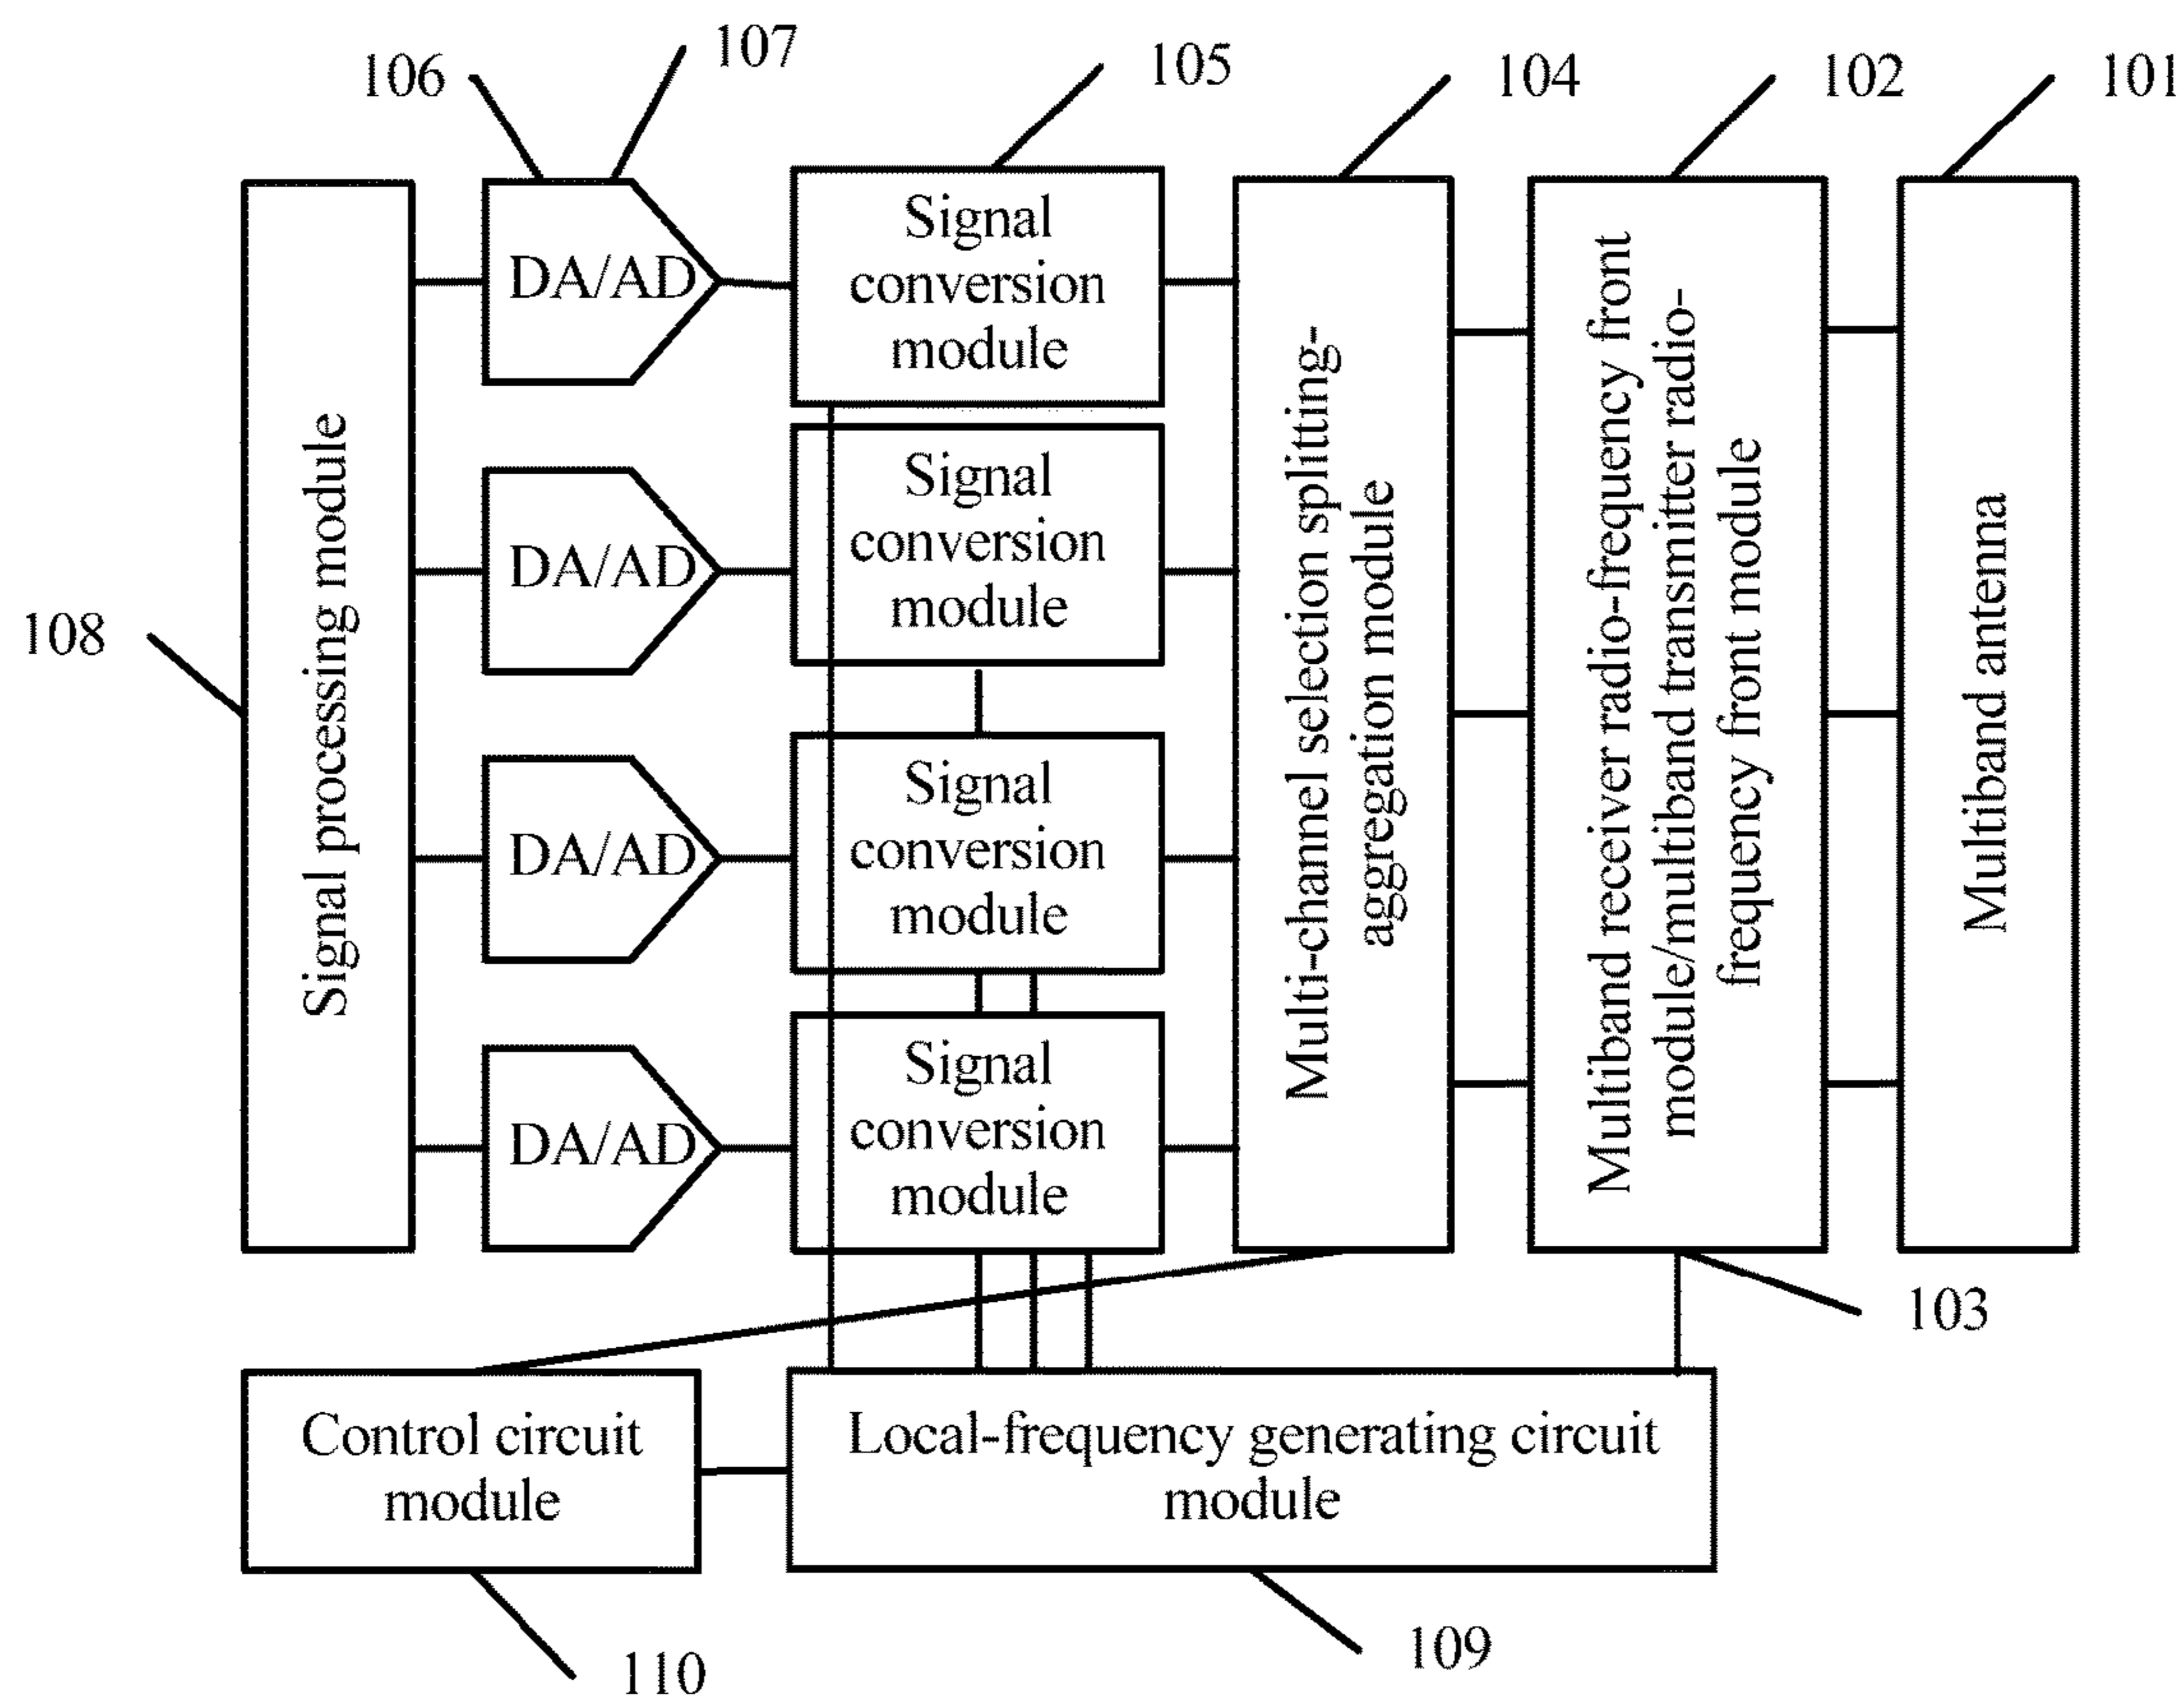 106
107
105
104
102
101
Signal processing module
DA/AD
Signal
conversion
module
DA/AD
Signal
conversion
module
DA/AD
Signal
conversion
module
DA/AD
Signal
conversion
module
Multi-channel selection splitting-
aggregation module
Multiband receiver radio-frequency front
module/multiband transmitter radio-
frequency front module
Multiband antenna
108
103
Control circuit
module
Local-frequency generating circuit
module
110
109